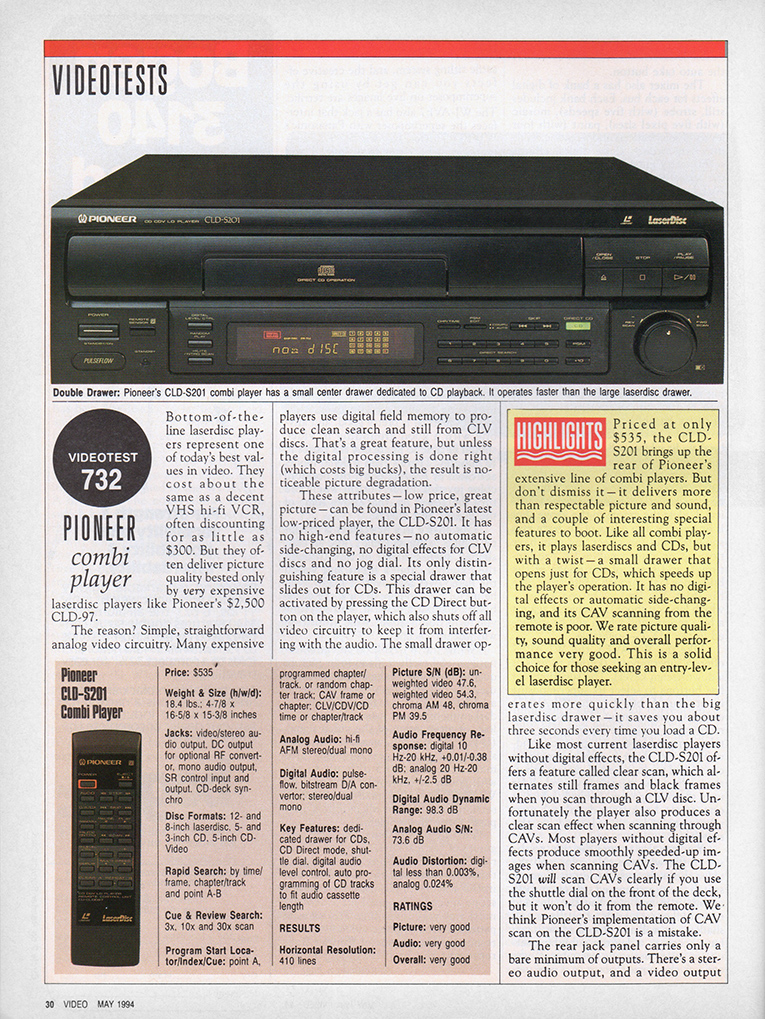 VIDEOTESTS
PIONEER CD CDV LD PLAYER CLD-S201
LaserDisc
OPEN
/CLOSE
STOP
PLAY
/PAUSE
DIRECT CD OPERATION
POWER
STANDBY
PULSEFLOW
DIGITAL
LEVEL CTRL
RANDOM
PLAY
non dISC
SKIP
DIRECT CD
DIRECT SEARCH
Double Drawer: Pioneer's CLD-S201 combi player has a small center drawer dedicated to CD playback. It operates faster than the large laserdisc drawer.
VIDEOTEST
732
PIONEER
combi
player
Bottom-of-the-
line laserdisc play-
ers represent one
of today's best val-
ues in video. They
cost about the
same as a decent
VHS hi-fi VCR,
often discounting
for as little as
$300. But they of-
ten deliver picture
quality bested only
by very expensive
laserdisc players like Pioneer's $2,500
CLD-97.
The reason? Simple, straightforward
analog video circuitry. Many expensive
players use digital field memory to pro-
duce clean search and still from CLV
discs. That's a great feature, but unless
the digital processing is done right
(which costs big bucks), the result is no-
ticeable picture degradation.
These attributes—low price, great
picture—can be found in Pioneer's latest
low-priced player, the CLD-S201. It has
no high-end features—no automatic
side-changing, no digital effects for CLV
discs and no jog dial. Its only distin-
guishing feature is a special drawer that
slides out for CDs. This drawer can be
activated by pressing the CD Direct but-
ton on the player, which also shuts off all
video circuitry to keep it from interfer-
ing with the audio. The small drawer op-
HIGHLIGHTS
Priced at only
$535, the CLD-
S201 brings up the
rear of Pioneer's
extensive line of combi players. But
don't dismiss it—it delivers more
than respectable picture and sound,
and a couple of interesting special
features to boot. Like all combi play-
ers, it plays laserdiscs and CDs, but
with a twist—a small drawer that
opens just for CDs, which speeds up
the player's operation. It has no digi-
tal effects or automatic side-chang-
ing, and its CAV scanning from the
remote is poor. We rate picture quali-
ty, sound quality and overall perfor-
mance very good. This is a solid
choice for those seeking an entry-lev-
el laserdisc player.
erates more quickly than the big
laserdisc drawer—it saves you about
three seconds every time you load a CD.
Like most current laserdisc players
without digital effects, the CLD-S201 of-
fers a feature called clear scan, which al-
ternates still frames and black frames
when you scan through a CLV disc. Un-
fortunately the player also produces a
clear scan effect when scanning through
CAVs. Most players without digital ef-
fects produce smoothly speeded-up im-
ages when scanning CAVs. The CLD-
S201 will scan CAVs clearly if you use
the shuttle dial on the front of the deck,
but it won't do it from the remote. We
think Pioneer's implementation of CAV
scan on the CLD-S201 is a mistake.
The rear jack panel carries only a
bare minimum of outputs. There's a ster-
eo audio output, and a video output
Pioneer
CLD-S201
Combi Player
PIONEER
LaserDisc
Price: $535
Weight & Size (h/w/d):
18.4 lbs.; 4-7/8 x
16-5/8 x 15-3/8 inches
Jacks: video/stereo au-
dio output, DC output
for optional RF convert-
or, mono audio output,
SR control input and
output, CD-deck syn-
chro
Disc Formats: 12- and
8-inch laserdisc, 5- and
3-inch CD, 5-inch CD-
Video
Rapid Search: by time/
frame, chapter/track
and point A-B
Cue & Review Search:
3x, 10x and 30x scan
Program Start Loca-
tor/Index/Cue: point A,
programmed chapter/
track, or random chap-
ter track; CAV frame or
chapter; CLV/CDV/CD
time or chapter/track
Analog Audio: hi-fi
AFM stereo/dual mono
Digital Audio: pulse-
flow, bitstream D/A con-
vertor; stereo/dual
mono
Key Features: dedi-
cated drawer for CDs,
CD Direct mode, shut-
tle dial, digital audio
level control, auto pro-
gramming of CD tracks
to fit audio cassette
length
RESULTS
Horizontal Resolution:
410 lines
Picture S/N (dB): un-
weighted video 47.6,
weighted video 54.3,
chroma AM 48, chroma
PM 39.5
Audio Frequency Re-
sponse: digital 10
Hz-20 kHz, +0.01/-0.38
dB; analog 20 Hz-20
kHz, +/-2.5 dB
Digital Audio Dynamic
Range: 98.3 dB
Analog Audio S/N:
73.6 dB
Audio Distortion: digi-
tal less than 0.003%,
analog 0.024%
RATINGS
Picture: very good
Audio: very good
Overall: very good
30 VIDEO MAY 1994